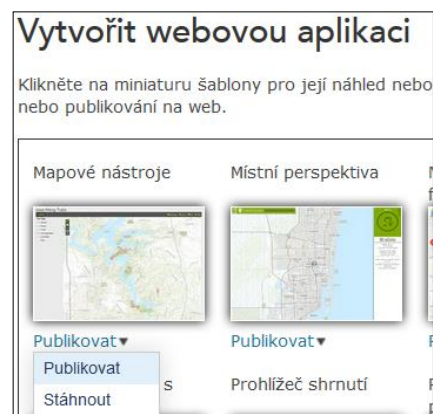 Vytvořit webovou aplikaci
Klikněte na miniaturu šablony pro její náhled nebo
nebo publikování na web.
Mapové nástroje
Místní perspektiva
Publikovat
Publikovat
Publikovat
Stáhnout
s
Prohlížeč shrnutí